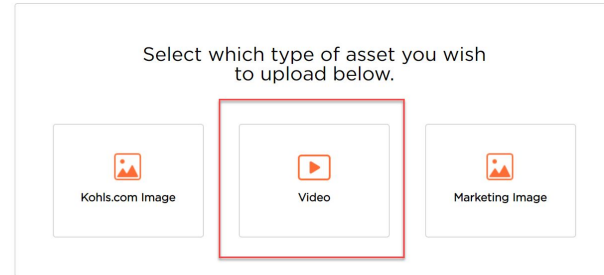 Select which type of asset you wish
to upload below.
Kohls.com Image
Video
Marketing Image